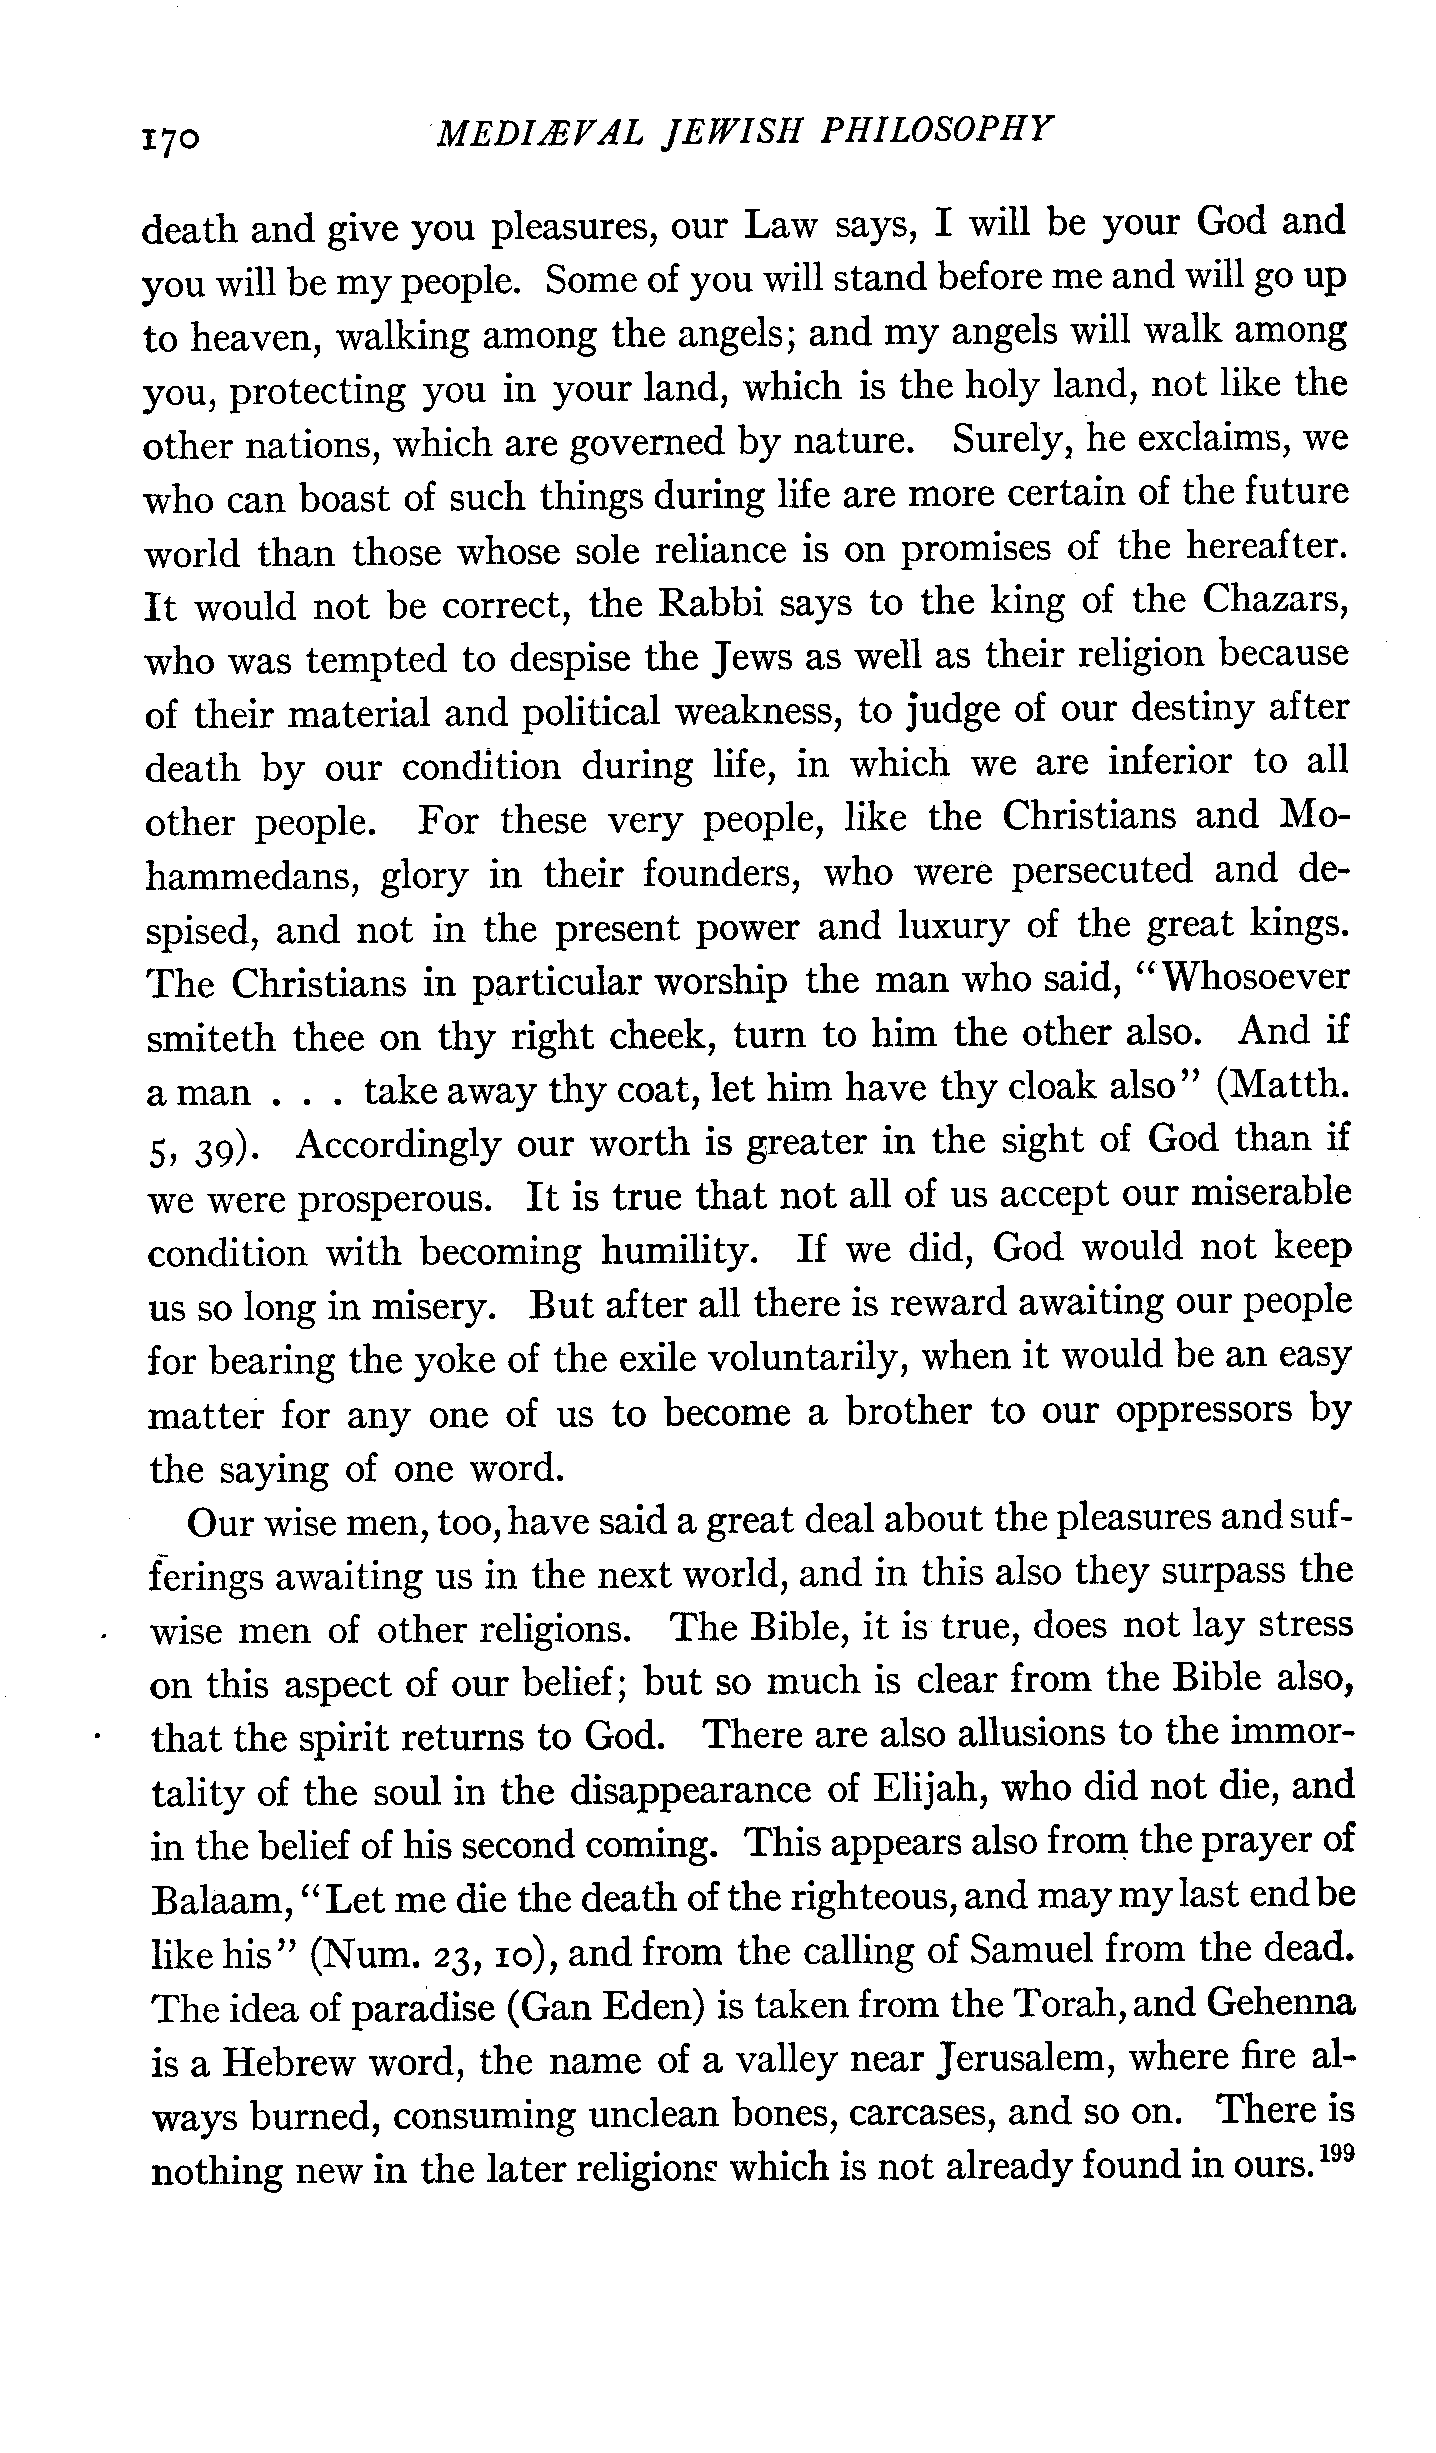 170 MEDIÆVAL JEWISH PHILOSOPHY
death and give you pleasures, our Law says, I will be your God and
you will be my people. Some of you will stand before me and will go up
to heaven, walking among the angels; and my angels will walk among
you, protecting you in your land, which is the holy land, not like the
other nations, which are governed by nature. Surely, he exclaims, we
who can boast of such things during life are more certain of the future
world than those whose sole reliance is on promises of the hereafter.
It would not be correct, the Rabbi says to the king of the Chazars,
who was tempted to despise the Jews as well as their religion because
of their material and political weakness, to judge of our destiny after
death by our condition during life, in which we are inferior to all
other people. For these very people, like the Christians and Mo-
hammedans, glory in their founders, who were persecuted and de-
spised, and not in the present power and luxury of the great kings.
The Christians in particular worship the man who said, "Whosoever
smiteth thee on thy right cheek, turn to him the other also. And if
a man . . . take away thy coat, let him have thy cloak also" (Matth.
5, 39). Accordingly our worth is greater in the sight of God than if
we were prosperous. It is true that not all of us accept our miserable
condition with becoming humility. If we did, God would not keep
us so long in misery. But after all there is reward awaiting our people
for bearing the yoke of the exile voluntarily, when it would be an easy
matter for any one of us to become a brother to our oppressors by
the saying of one word.
Our wise men, too, have said a great deal about the pleasures and suf-
ferings awaiting us in the next world, and in this also they surpass the
wise men of other religions. The Bible, it is true, does not lay stress
on this aspect of our belief; but so much is clear from the Bible also,
that the spirit returns to God. There are also allusions to the immor-
tality of the soul in the disappearance of Elijah, who did not die, and
in the belief of his second coming. This appears also from the prayer of
Balaam, "Let me die the death of the righteous, and may my last end be
like his" (Num. 23, 10), and from the calling of Samuel from the dead.
The idea of paradise (Gan Eden) is taken from the Torah, and Gehenna
is a Hebrew word, the name of a valley near Jerusalem, where fire al-
ways burned, consuming unclean bones, carcases, and so on. There is
nothing new in the later religions which is not already found in ours.199